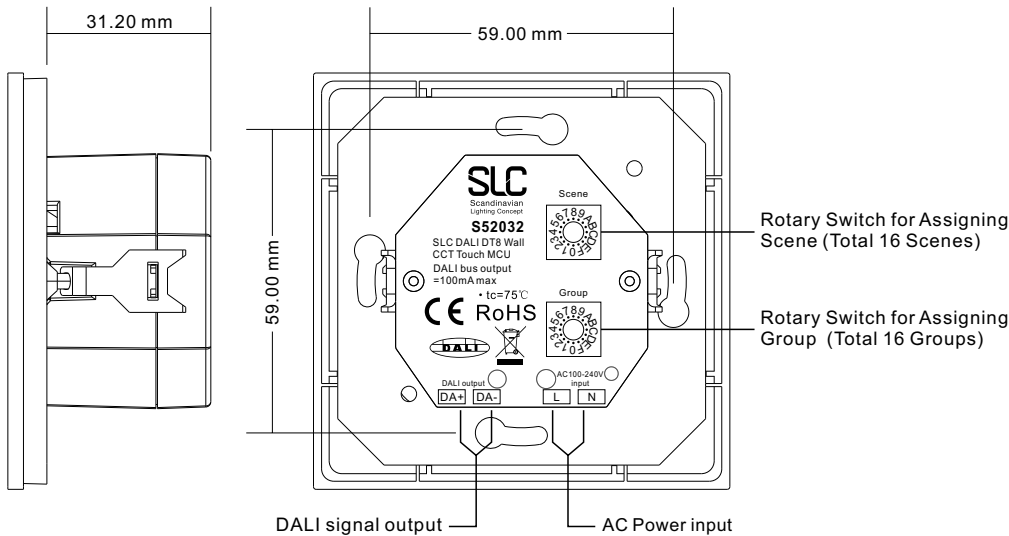 31.20 mm
59.00 mm
59.00 mm
SLC
Scandinavian
Lighting Concept
S52032
SLC DALI DT8 Wall
CCT Touch MCU
DALI bus output
=100mA max
• tc=75℃
CE RoHS
DALI
Scene
0123456789ABCDEF
Group
0123456789ABCDEF
DALI output
DA+ DA-
AC100-240V
input
L N
Rotary Switch for Assigning
Scene (Total 16 Scenes)
Rotary Switch for Assigning
Group (Total 16 Groups)
DALI signal output
AC Power input